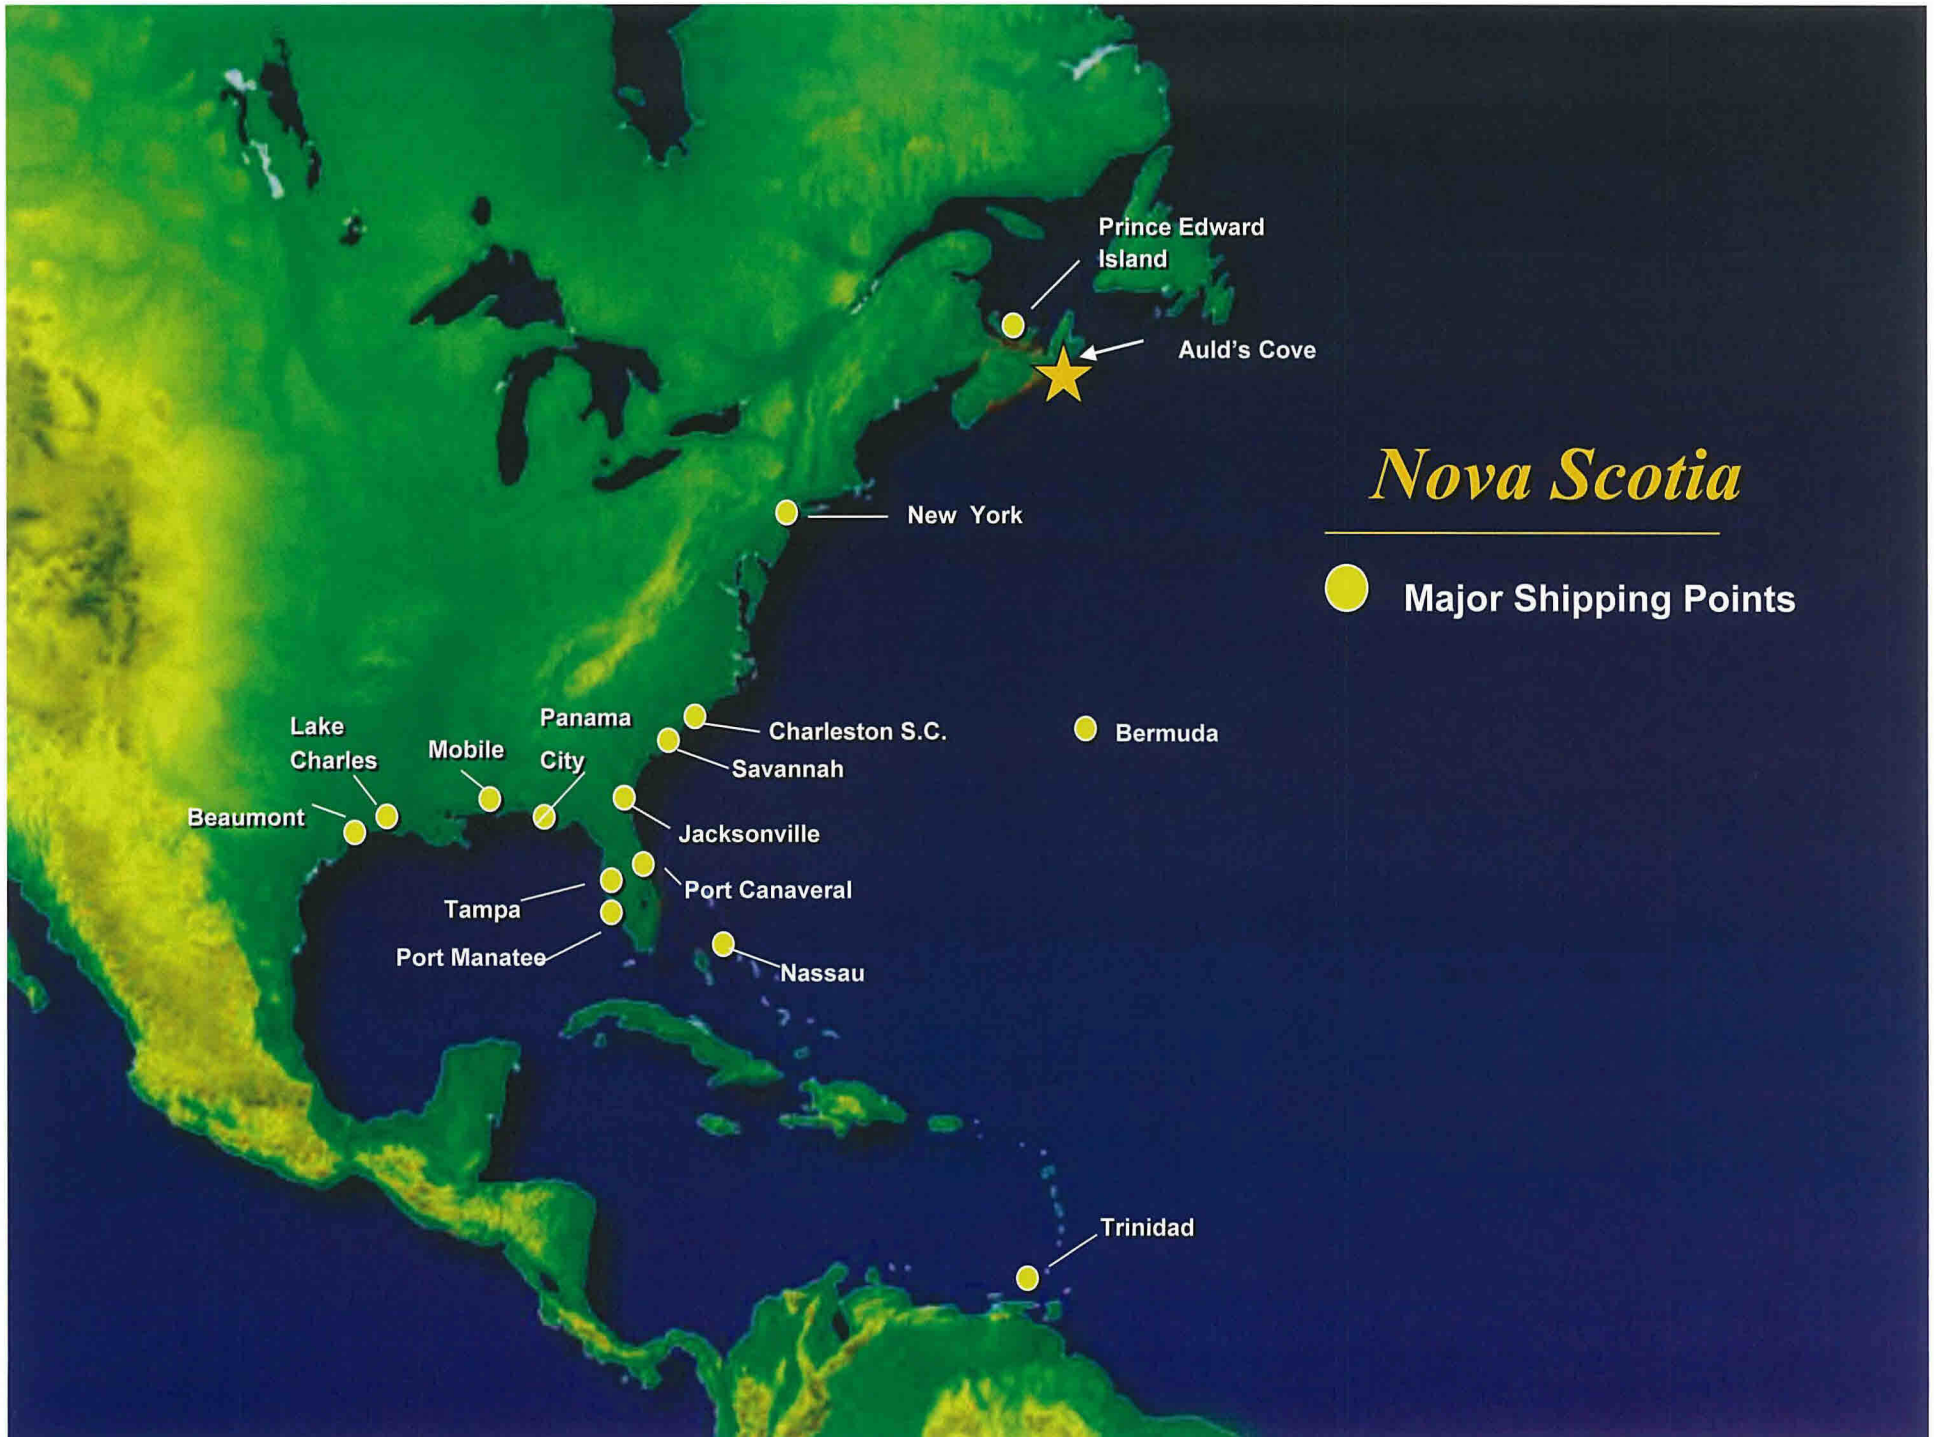 Prince Edward
Island
Auld's Cove
Nova Scotia
New  York
Major Shipping Points
Panama
City
Lake
Charles
Mobile
Charleston S.C.
Bermuda
Savannah
Beaumont
Jacksonville
Port Canaveral
Tampa
Port Manatee
Nassau
Trinidad